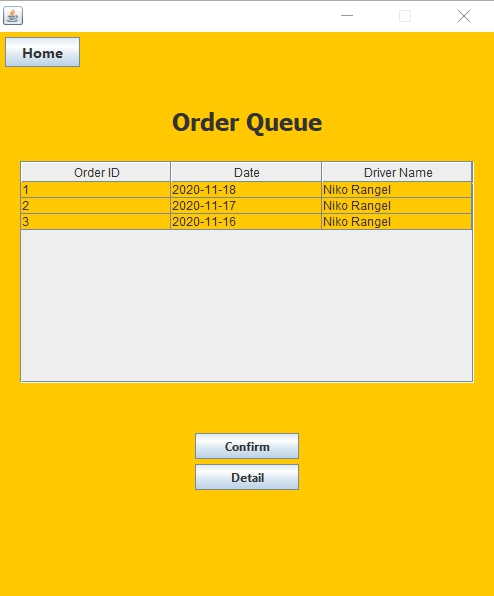 Home
Order Queue
Order ID Date Driver Name
1 2020-11-18 Niko Rangel
2 2020-11-17 Niko Rangel
3 2020-11-16 Niko Rangel
Confirm
Detail